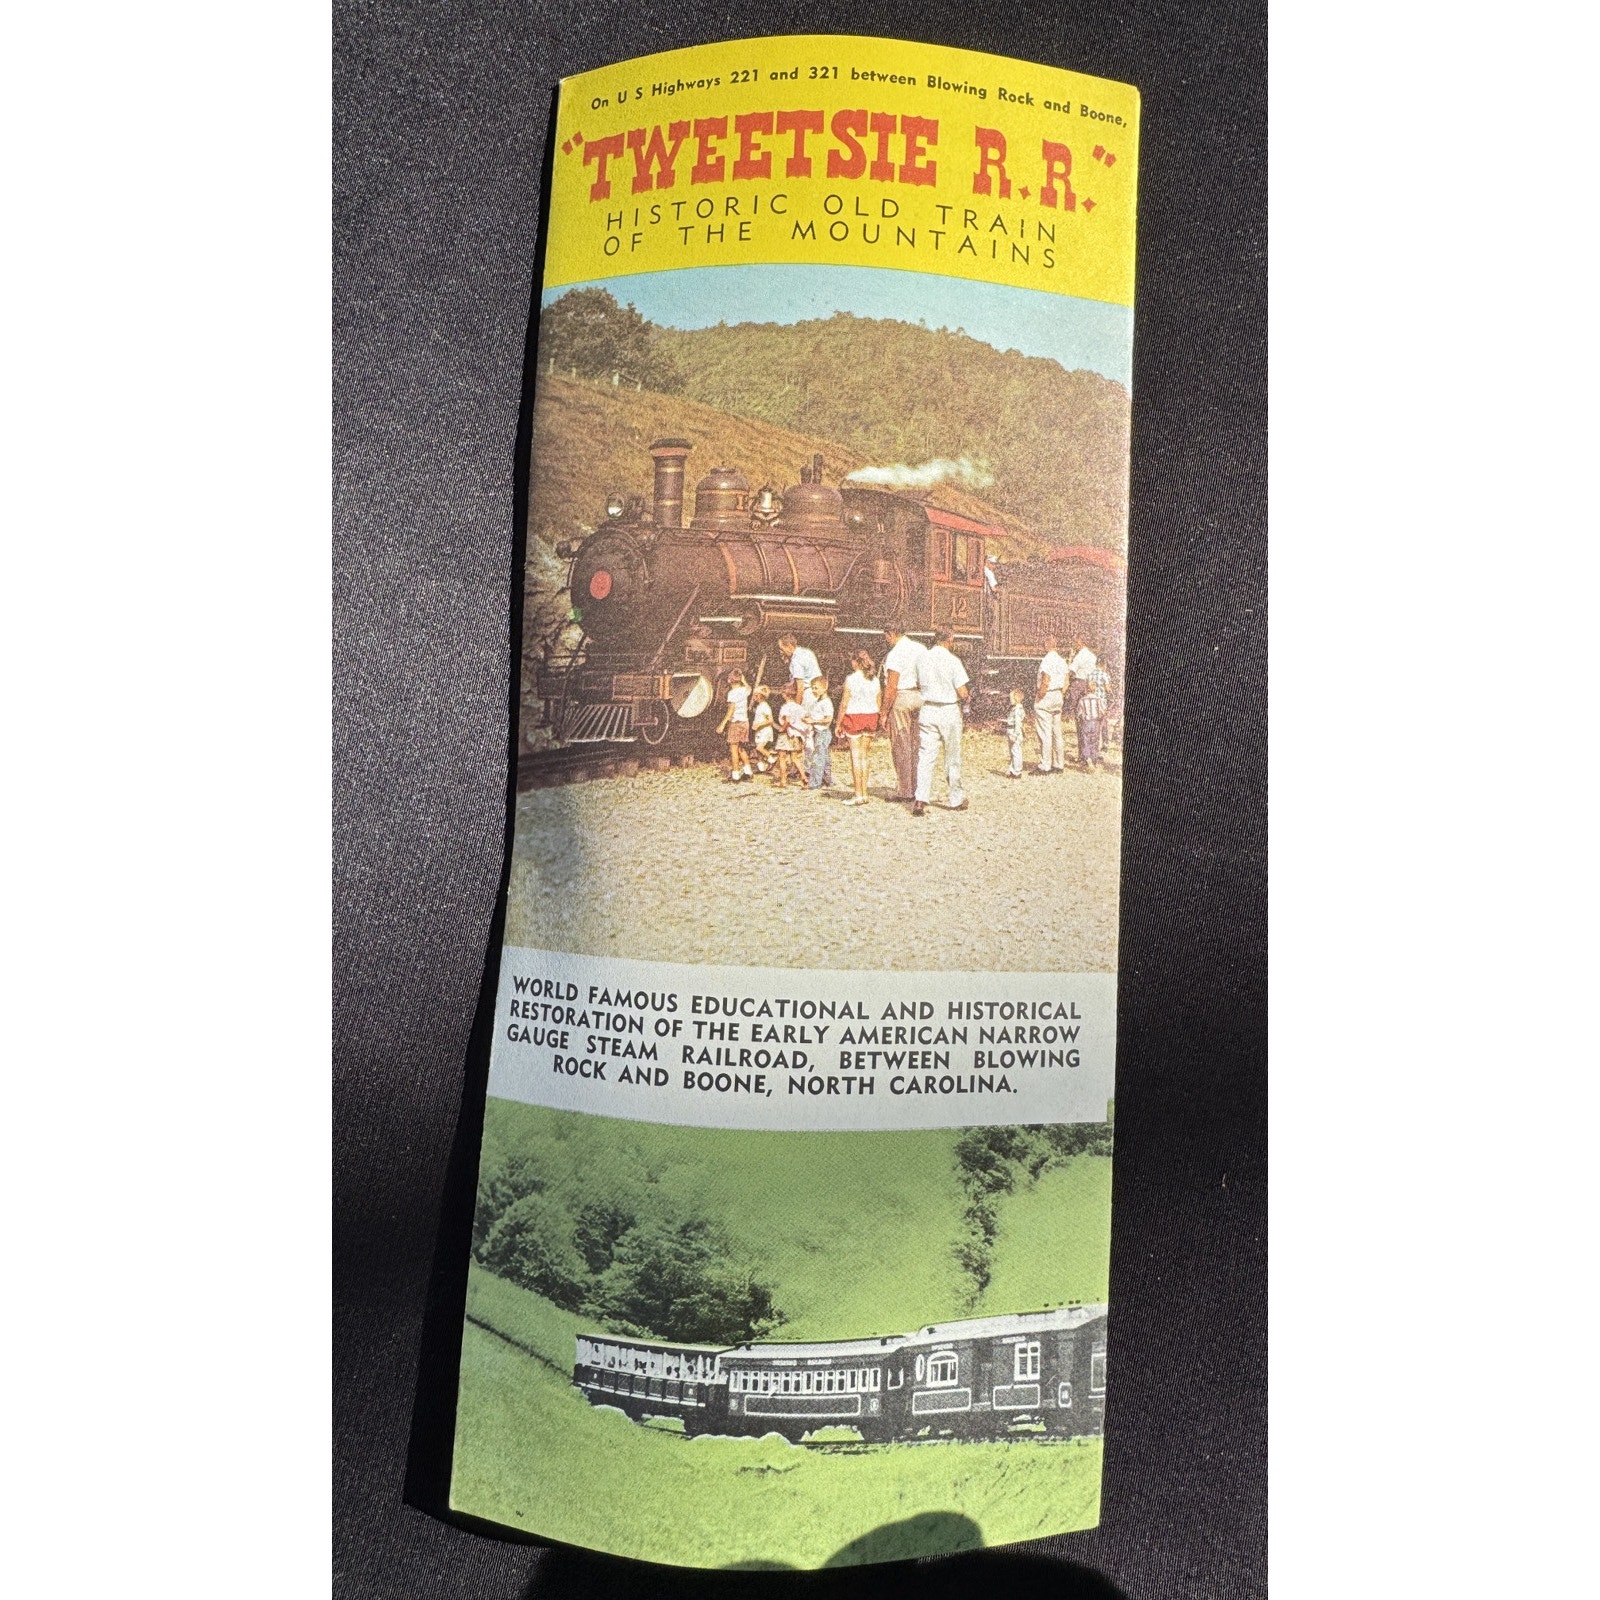 On U S Highways 221 and 321 between Blowing Rock and Boone,
"TWEETSIE R.R."
HISTORIC OLD TRAIN
OF THE MOUNTAINS
12
WORLD FAMOUS EDUCATIONAL AND HISTORICAL
RESTORATION OF THE EARLY AMERICAN NARROW
GAUGE STEAM RAILROAD, BETWEEN BLOWING
ROCK AND BOONE, NORTH CAROLINA.